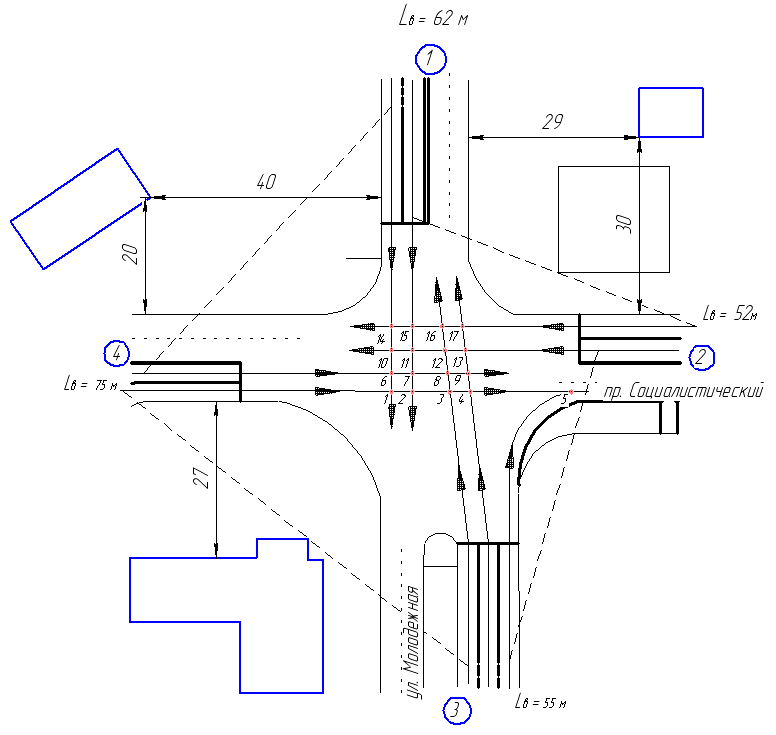 Lв = 62 м
1
29
40
30
20
Lв = 52м
14 15 16 17
4
2
10 11 12 13
Lв = 75 м
6 7 8 9
пр. Социалистический
1 2 3 4 5
27
ул. Молодежная
3
Lв = 55 м